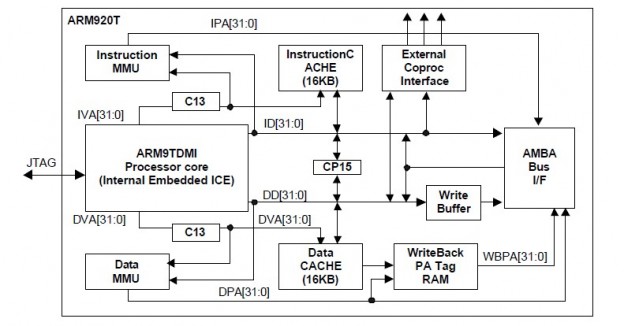 ARM920T
IPA[31:0]
Instruction
MMU
InstructionC
ACHE
(16KB)
External
Coproc
Interface
C13
IVA[31:0]
ID[31:0]
ARM9TDMI
Processor core
(Internal Embedded ICE)
JTAG
CP15
AMBA
Bus
I/F
DD[31:0]
Write
Buffer
DVA[31:0]
C13
DVA[31:0]
Data
MMU
Data
CACHE
(16KB)
WriteBack
PA Tag
RAM
WBPA[31:0]
DPA[31:0]